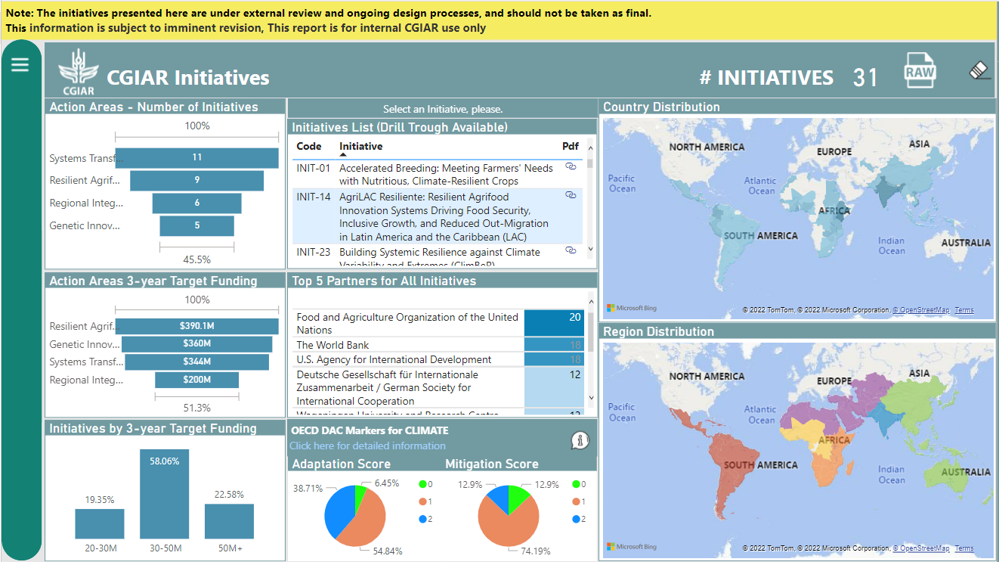 Note: The initiatives presented here are under external review and ongoing design processes, and should not be taken as final.
This information is subject to imminent revision, This report is for internal CGIAR use only
CGIAR
CGIAR Initiatives
# INITIATIVES 31
RAW
Action Areas - Number of Initiatives
100%
Systems Transf... 11
Resilient Agrif... 9
Regional Integ... 6
Genetic Innov... 5
45.5%
Action Areas 3-year Target Funding
100%
Resilient Agrif... $390.1M
Genetic Innov... $360M
Systems Transf... $344M
Regional Integ... $200M
51.3%
Initiatives by 3-year Target Funding
19.35%
58.06%
22.58%
20-30M 30-50M 50M+
Select an Initiative, please.
Initiatives List (Drill Trough Available)
Code Initiative Pdf
INIT-01 Accelerated Breeding: Meeting Farmers' Needs
with Nutritious, Climate-Resilient Crops
INIT-14 AgriLAC Resiliente: Resilient Agrifood
Innovation Systems Driving Food Security,
Inclusive Growth, and Reduced Out-Migration
in Latin America and the Caribbean (LAC)
INIT-23 Building Systemic Resilience against Climate
Variability and Extremes (ClimBeR)
Top 5 Partners for All Initiatives
Food and Agriculture Organization of the United 20
Nations
The World Bank 18
U.S. Agency for International Development 18
Deutsche Gesellschaft für Internationale 12
Zusammenarbeit / German Society for
International Cooperation
Wageningen University and Research Centre 12
OECD DAC Markers for CLIMATE
Click here for detailed information
Adaptation Score
38.71%
6.45%
54.84%
0
1
2
Mitigation Score
12.9%
12.9%
74.19%
0
1
2
Country Distribution
NORTH AMERICA
EUROPE
ASIA
Pacific
Ocean
Atlantic
Ocean
AFRICA
SOUTH AMERICA
Indian
Ocean
AUSTRALIA
Microsoft Bing
© 2022 TomTom, © 2022 Microsoft Corporation, © OpenStreetMap Terms
Region Distribution
NORTH AMERICA
EUROPE
ASIA
Pacific
Ocean
Atlantic
Ocean
AFRICA
SOUTH AMERICA
Indian
Ocean
AUSTRALIA
Microsoft Bing
© 2022 TomTom, © 2022 Microsoft Corporation, © OpenStreetMap Terms